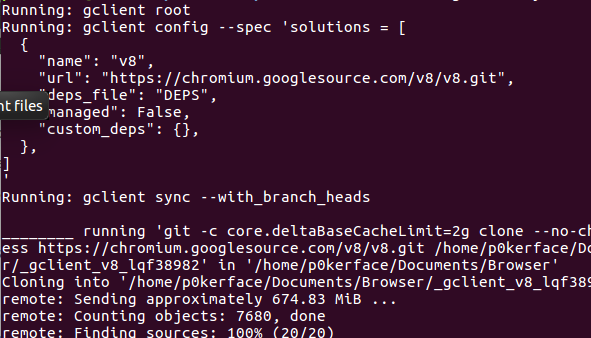 Running: gclient root
Running: gclient config --spec 'solutions = [
{
"name": "v8",
"url": "https://chromium.googlesource.com/v8/v8.git",
"deps_file": "DEPS",
nt files
managed": False,
"custom_deps": {},
},
]
'
Running: gclient sync --with_branch_heads
________ running 'git -c core.deltaBaseCacheLimit=2g clone --no-ch
ess https://chromium.googlesource.com/v8/v8.git /home/p0kerface/Do
r/_gclient_v8_lqf38982' in '/home/p0kerface/Documents/Browser'
Cloning into '/home/p0kerface/Documents/Browser/_gclient_v8_lqf389
remote: Sending approximately 674.83 MiB ...
remote: Counting objects: 7680, done
remote: Finding sources: 100% (20/20)